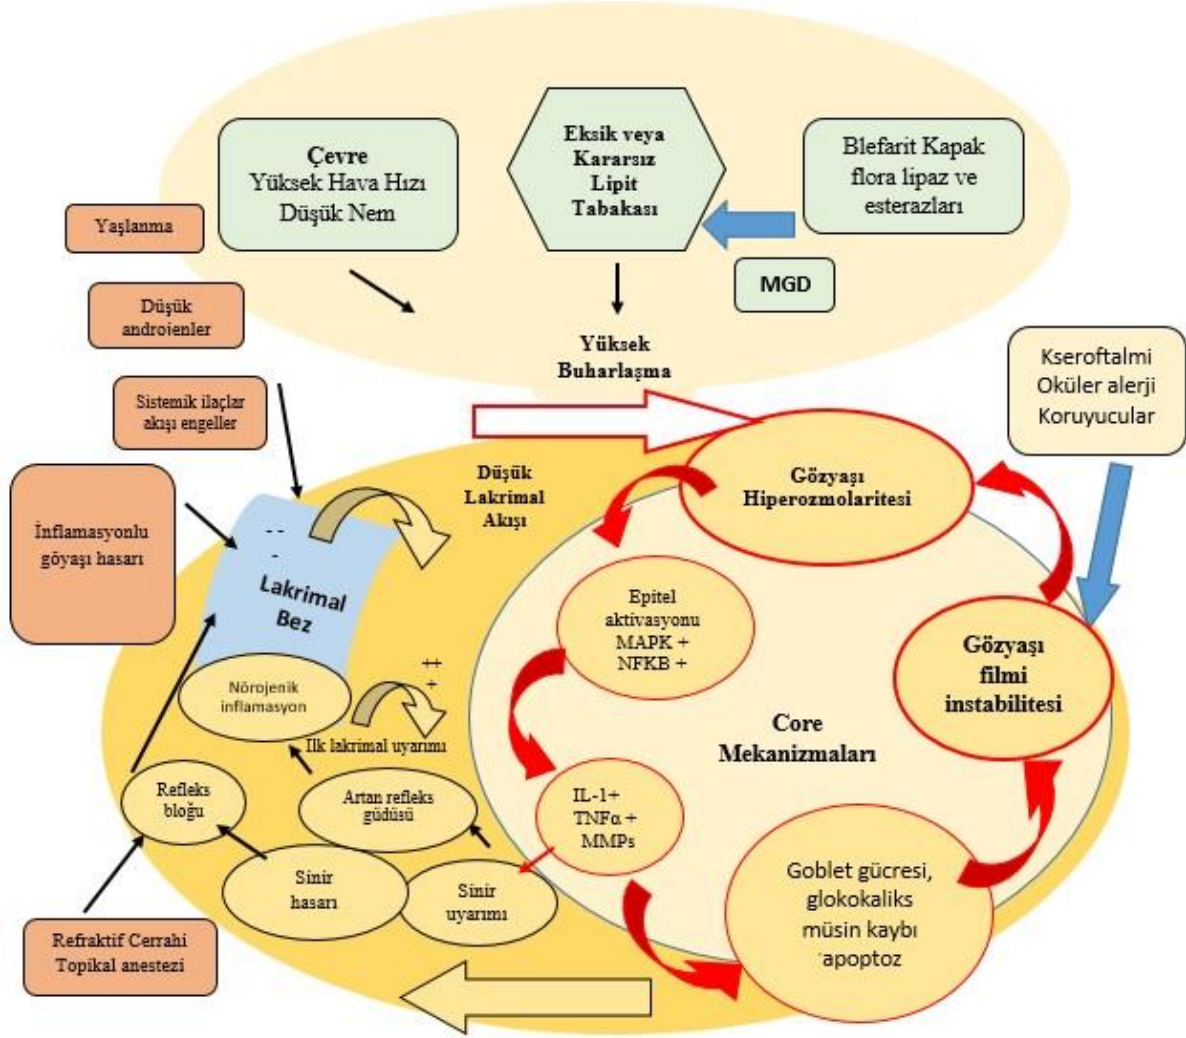 Çevre
Yüksek Hava Hızı
Düşük Nem
Eksik veya
Kararsız
Lipit
Tabakası
Blefarit Kapak
flora lipaz ve
esterazları
MGD
Yaşlanma
Düşük
androjenler
Sistemik ilaçlar
akışı engeller
İnflamasyonlu
göyaşı hasarı
Yüksek
Buharlaşma
Kseroftalmi
Oküler alerji
Koruyucular
Düşük
Lakrimal
Akışı
Gözyaşı
Hiperozmolaritesi
- -
-
Lakrimal
Bez
Epitel
aktivasyonu
MAPK +
NFKB +
Gözyaşı
filmi
instabilitesi
Nörojenik
inflamasyon
++
+
İlk lakrimal uyarımı
Core
Mekanizmaları
Refleks
bloğu
Artan refleks
güdüsü
IL-1+
TNFα +
MMPs
Sinir
hasarı
Sinir
uyarımı
Goblet gücresi,
glokokaliks
müsin kaybı
apoptoz
Refraktif Cerrahi
Topikal anestezi